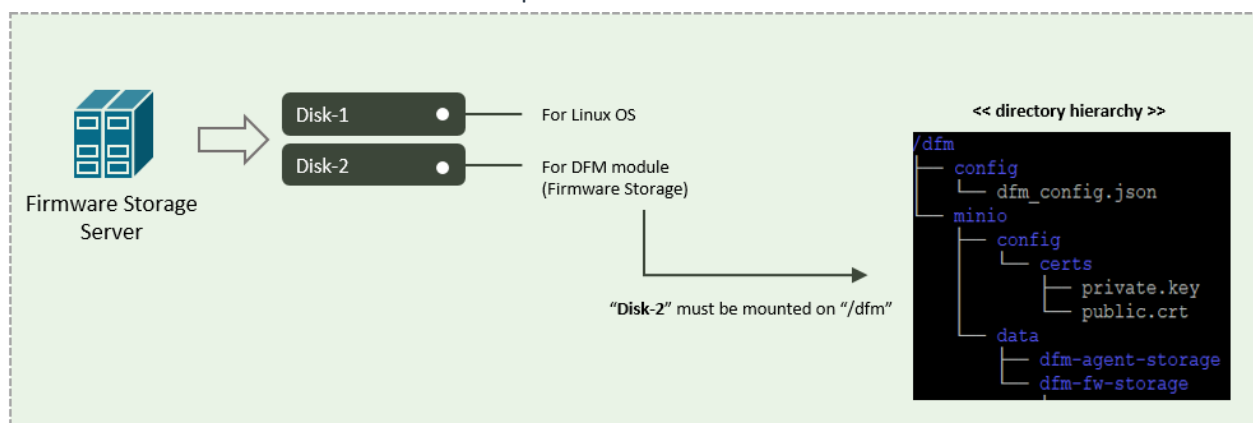 Firmware Storage
Server
Disk-1
Disk-2
For Linux OS
For DFM module
(Firmware Storage)
“Disk-2” must be mounted on “/dfm”
<< directory hierarchy >>
/dfm
config
dfm_config.json
minio
config
certs
private.key
public.crt
data
dfm-agent-storage
dfm-fw-storage